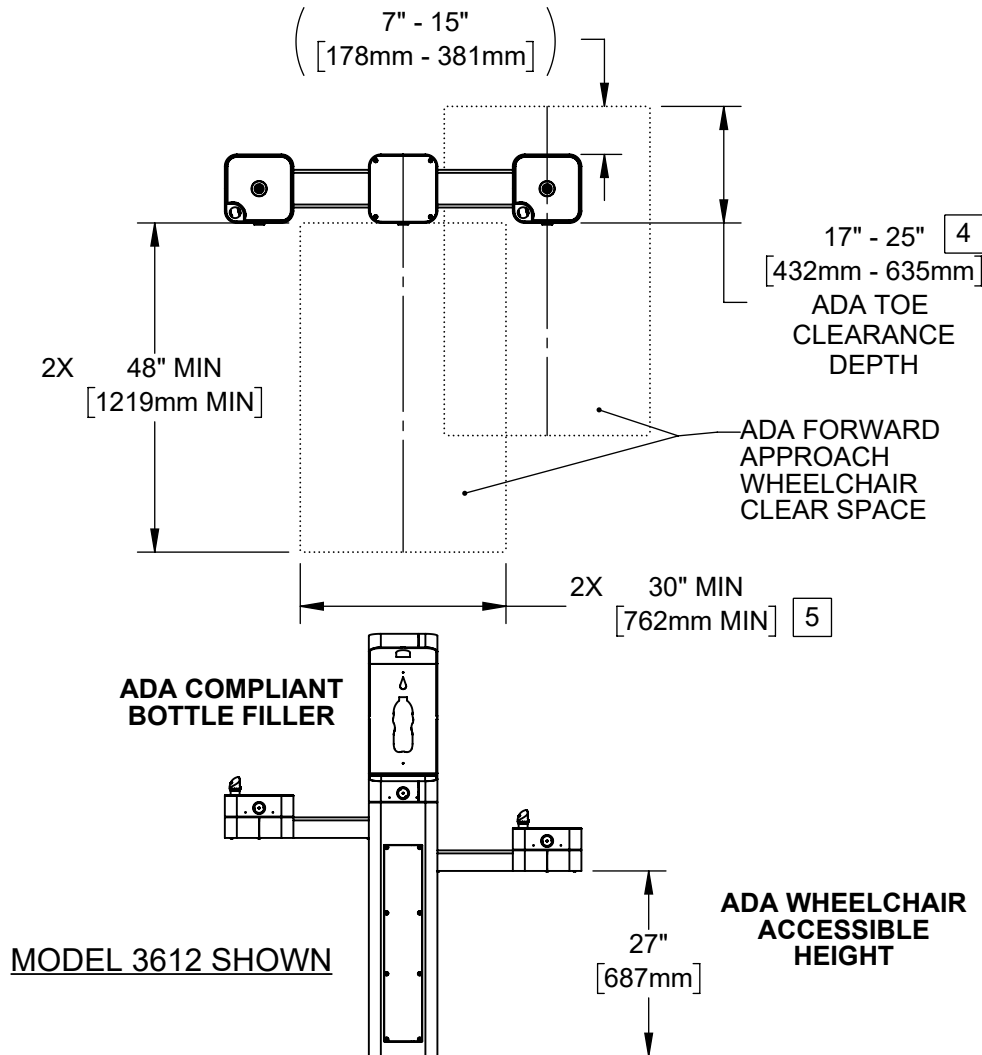 7" - 15"
[178mm - 381mm]
17" - 25" 4
[432mm - 635mm]
ADA TOE
CLEARANCE
DEPTH
2X 48" MIN
[1219mm MIN]
ADA FORWARD
APPROACH
WHEELCHAIR
CLEAR SPACE
2X 30" MIN
[762mm MIN] 5
ADA COMPLIANT
BOTTLE FILLER
ADA WHEELCHAIR
ACCESSIBLE
HEIGHT
27"
[687mm]
MODEL 3612 SHOWN